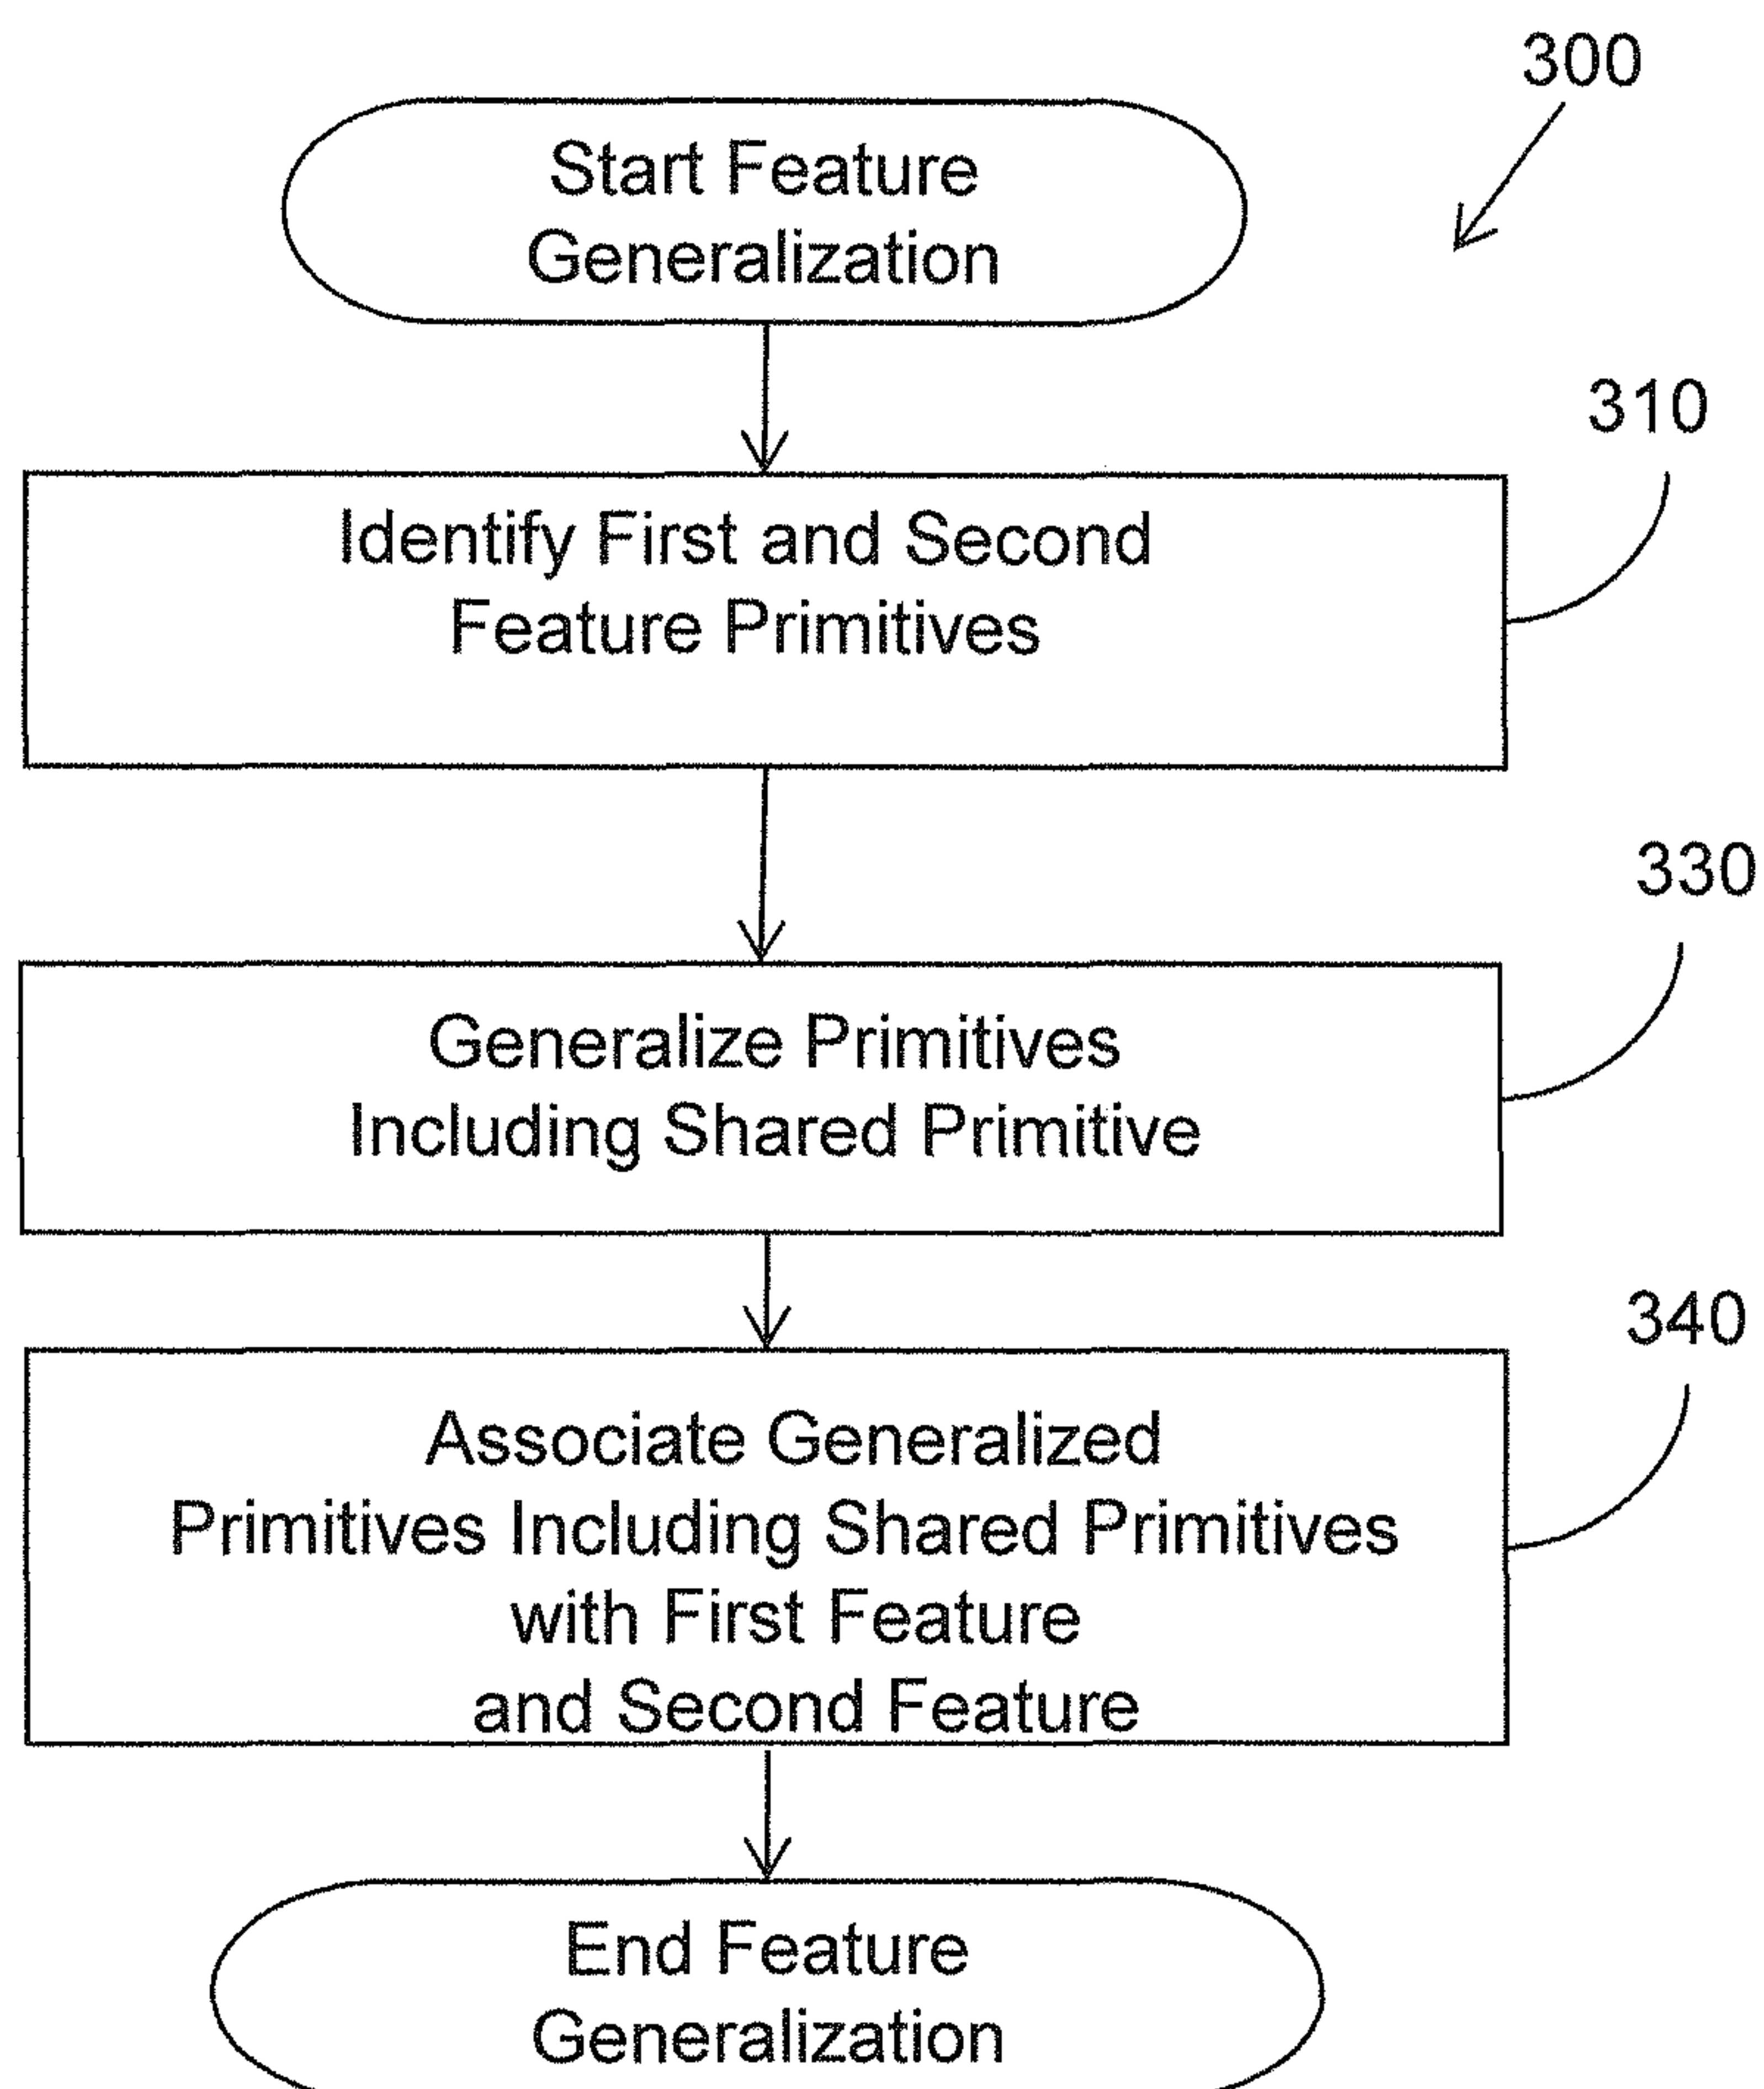 300
Start Feature
Generalization
310
Identify First and Second
Feature Primitives
330
Generalize Primitives
Including Shared Primitive
340
Associate Generalized
Primitives Including Shared Primitives
with First Feature
and Second Feature
End Feature
Generalization